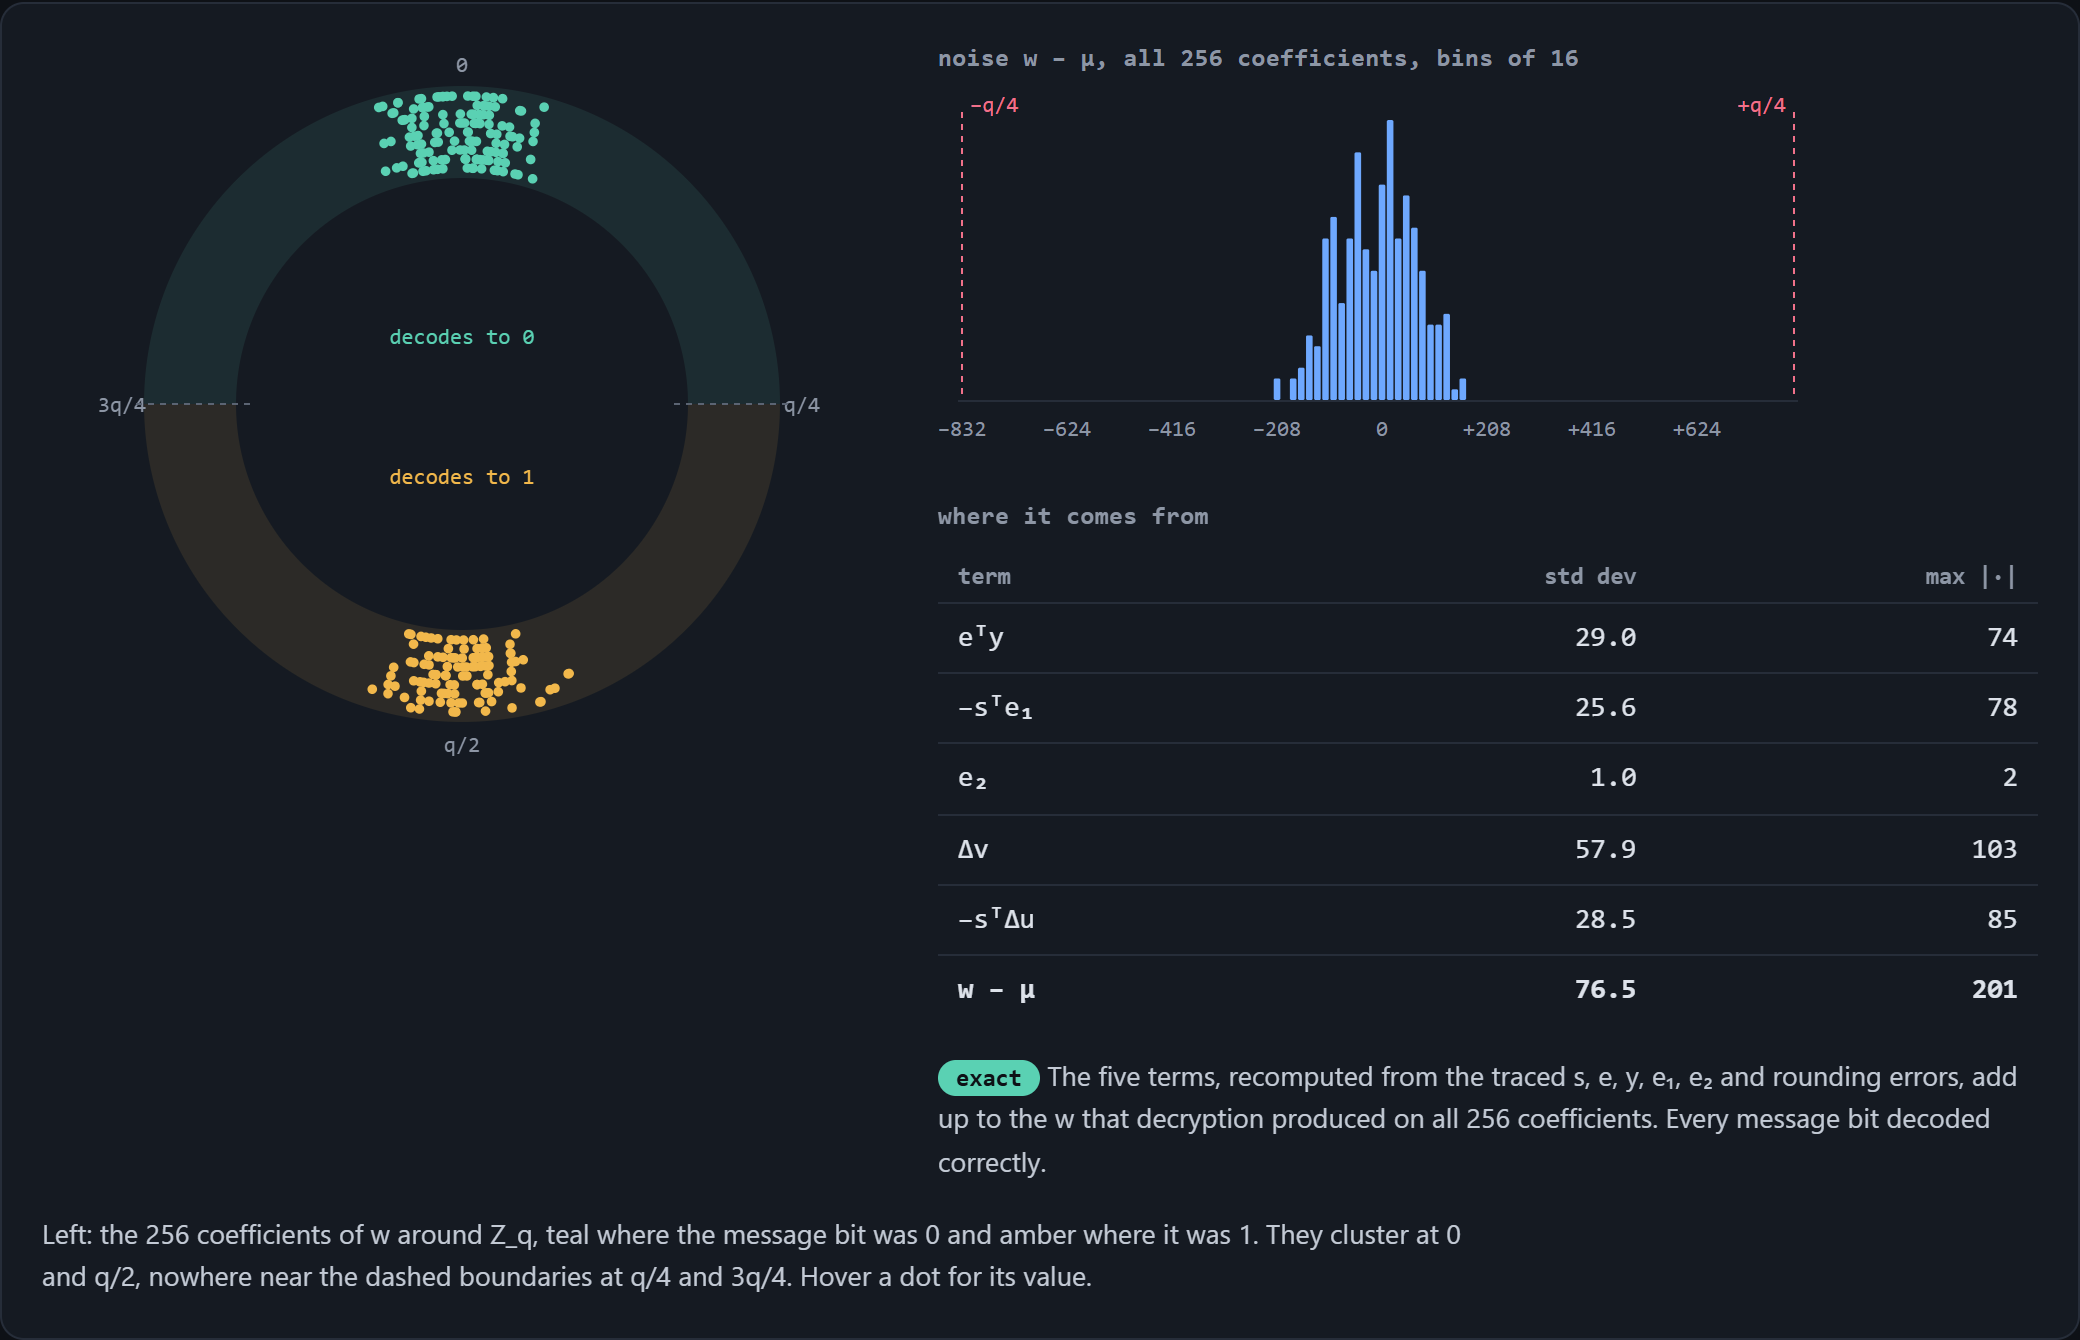 0
3q/4
q/4
decodes to 0
decodes to 1
q/2
noise w − μ, all 256 coefficients, bins of 16
−q/4
+q/4
−832 −624 −416 −208 0 +208 +416 +624
where it comes from
term std dev max |·|
eᵀy 29.0 74
−sᵀe₁ 25.6 78
e₂ 1.0 2
Δv 57.9 103
−sᵀΔu 28.5 85
w − μ 76.5 201
exact The five terms, recomputed from the traced s, e, y, e₁, e₂ and rounding errors, add
up to the w that decryption produced on all 256 coefficients. Every message bit decoded
correctly.
Left: the 256 coefficients of w around Z_q, teal where the message bit was 0 and amber where it was 1. They cluster at 0
and q/2, nowhere near the dashed boundaries at q/4 and 3q/4. Hover a dot for its value.